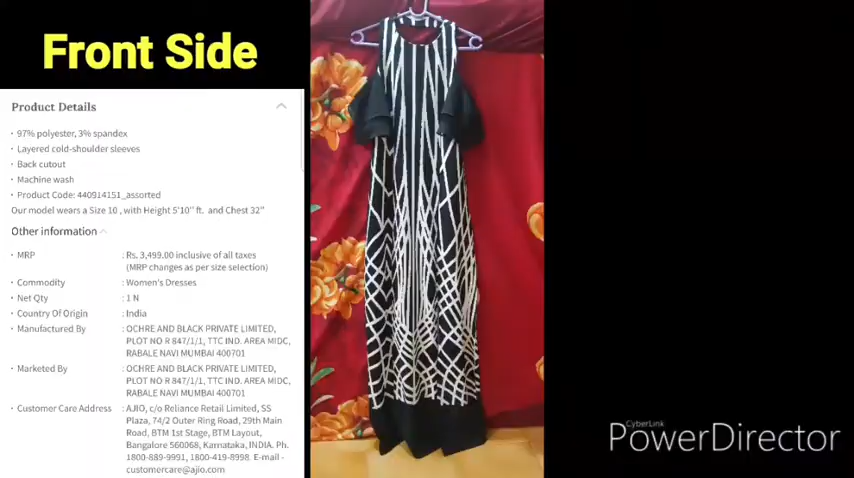 Front Side
Product Details
• 97% polyester, 3% spandex
• Layered cold-shoulder sleeves
• Back cutout
• Machine wash
• Product Code: 440914151_assorted
Our model wears a Size 10 , with Height 5'10'' ft. and Chest 32"
Other information
• MRP : Rs. 3,499.00 inclusive of all taxes
(MRP changes as per size selection)
• Commodity : Women's Dresses
• Net Qty : 1 N
• Country Of Origin : India
• Manufactured By : OCHRE AND BLACK PRIVATE LIMITED,
PLOT NO R 847/1/1, TTC IND. AREA MIDC,
RABALE NAVI MUMBAI 400701
• Marketed By : OCHRE AND BLACK PRIVATE LIMITED,
PLOT NO R 847/1/1, TTC IND. AREA MIDC,
RABALE NAVI MUMBAI 400701
• Customer Care Address : AJIO, c/o Reliance Retail Limited, SS
Plaza, 74/2 Outer Ring Road, 29th Main
Road, BTM 1st Stage, BTM Layout,
Bangalore 560068, Karnataka, INDIA. Ph.
1800-889-9991, 1800-419-8998. E-mail -
customercare@ajio.com
CyberLink
PowerDirector